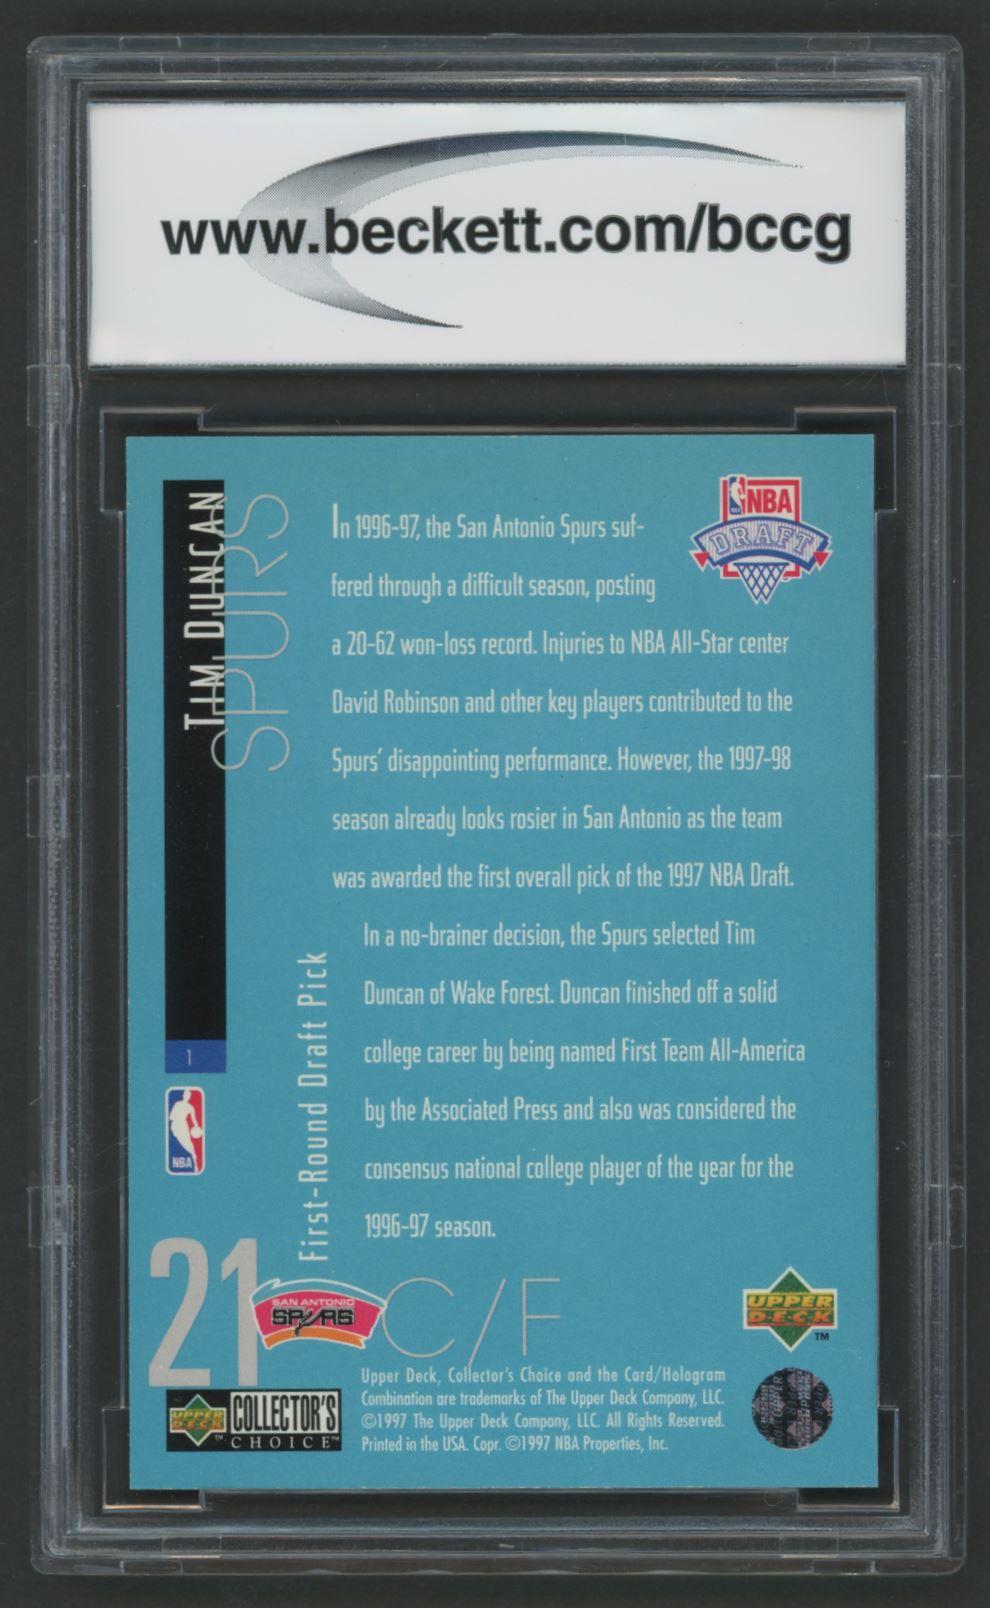 www.beckett.com/bccg
TIM DUNCAN
SPURS
1
NBA
NBA
DRAFT
In 1996-97, the San Antonio Spurs suf-
fered through a difficult season, posting
a 20-62 won-loss record. Injuries to NBA All-Star center
David Robinson and other key players contributed to the
Spurs' disappointing performance. However, the 1997-98
season already looks rosier in San Antonio as the team
was awarded the first overall pick of the 1997 NBA Draft.
In a no-brainer decision, the Spurs selected Tim
Duncan of Wake Forest. Duncan finished off a solid
college career by being named First Team All-America
by the Associated Press and also was considered the
consensus national college player of the year for the
1996-97 season.
First-Round Draft Pick
21
SAN ANTONIO
SPURS
C/F
UPPER
DECK
™
UPPER
DECK
™
COLLECTOR'S
CHOICE™
Upper Deck, Collector's Choice and the Card/Hologram
Combination are trademarks of The Upper Deck Company, LLC.
©1997 The Upper Deck Company, LLC. All Rights Reserved.
Printed in the USA. Copr. ©1997 NBA Properties, Inc.